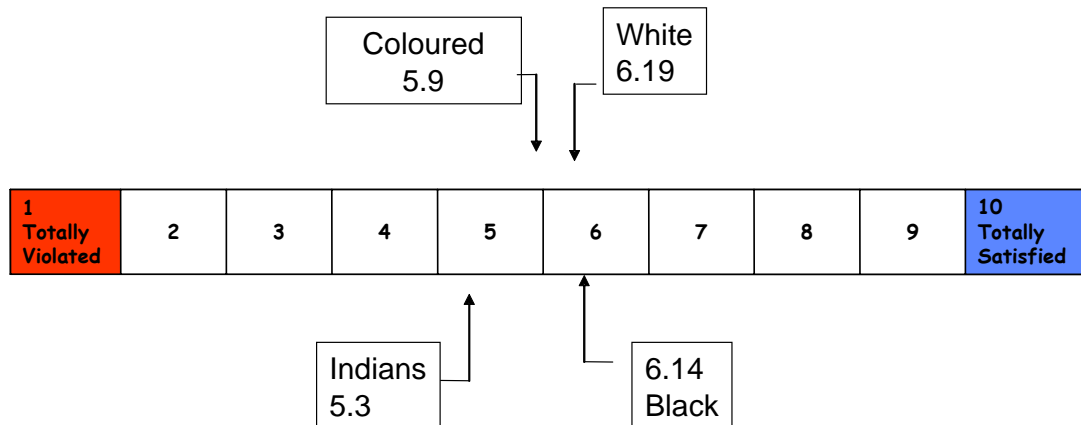 Coloured
5.9
White
6.19
1
Totally
Violated
2
3
4
5
6
7
8
9
10
Totally
Satisfied
Indians
5.3
6.14
Black